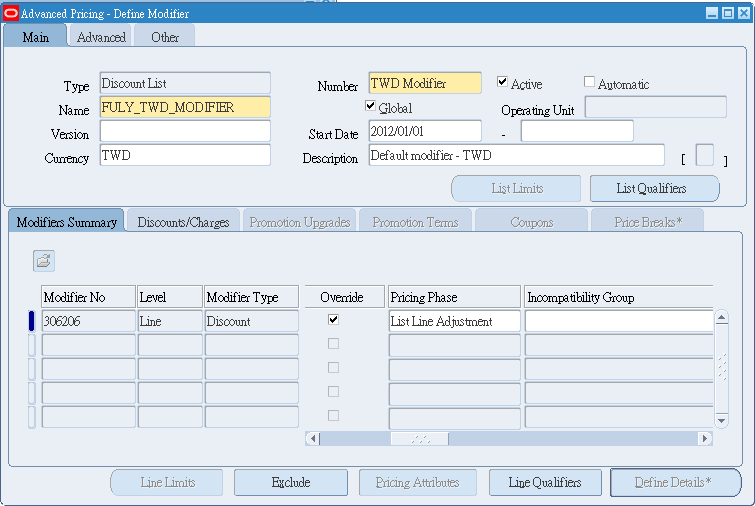 Advanced Pricing - Define Modifier
Main Advanced Other
Type Discount List Number TWD Modifier Active Automatic
Name FULY_TWD_MODIFIER Global Operating Unit
Version Start Date 2012/01/01 -
Currency TWD Description Default modifier - TWD [ ]
List Limits List Qualifiers
Modifiers Summary Discounts/Charges Promotion Upgrades Promotion Terms Coupons Price Breaks*
Modifier No Level Modifier Type Override Pricing Phase Incompatibility Group
306206 Line Discount List Line Adjustment
Line Limits Exclude Pricing Attributes Line Qualifiers Define Details*